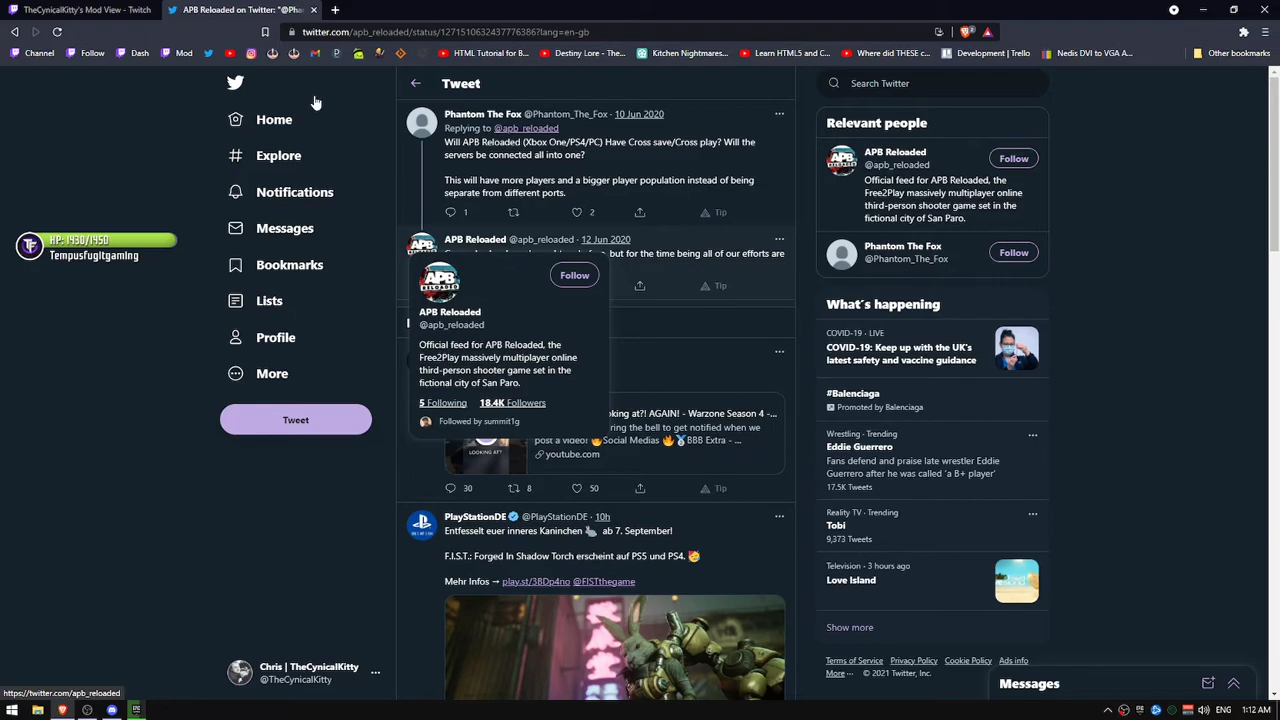 TheCynicalKitty's Mod View - Twitch
APB Reloaded on Twitter: "@Pha
twitter.com/apb_reloaded/status/1271510632437776386?lang=en-gb
Channel
Follow
Dash
Mod
HTML Tutorial for B...
Destiny Lore - The...
Kitchen Nightmares...
Learn HTML5 and C...
Where did THESE c...
Development | Trello
Nedis DVI to VGA A...
Other bookmarks
Home
Explore
Notifications
Messages
Bookmarks
Lists
Profile
More
Tweet
HP: 1430/1450
TempusFugitgaming
Chris | TheCynicalKitty
@TheCynicalKitty
Tweet
Phantom The Fox @Phantom_The_Fox · 10 Jun 2020
Replying to @apb_reloaded
Will APB Reloaded (Xbox One/PS4/PC) Have Cross save/Cross play? Will the
servers be connected all into one?
This will have more players and a bigger player population instead of being
separate from different ports.
1
2
Tip
APB Reloaded @apb_reloaded · 12 Jun 2020
but for the time being all of our efforts are
Tip
APB RELOADED
Follow
APB Reloaded
@apb_reloaded
Official feed for APB Reloaded, the
Free2Play massively multiplayer online
third-person shooter game set in the
fictional city of San Paro.
5 Following 18.4K Followers
Followed by summit1g
oking at?! AGAIN! - Warzone Season 4 -...
ring the bell to get notified when we
post a video! 🔥Social Medias 🔥🏅BBB Extra - ...
youtube.com
LOOKING AT?
30
8
50
Tip
PlayStationDE @PlayStationDE · 10h
Entfesselt euer inneres Kaninchen 🐇 ab 7. September!
F.I.S.T.: Forged In Shadow Torch erscheint auf PS5 und PS4. 🥳
Mehr Infos → play.st/3BDp4no @FISTthegame
Search Twitter
Relevant people
APB Reloaded
@apb_reloaded
Follow
Official feed for APB Reloaded, the
Free2Play massively multiplayer online
third-person shooter game set in the
fictional city of San Paro.
Phantom The Fox
@Phantom_The_Fox
Follow
What's happening
COVID-19 · LIVE
COVID-19: Keep up with the UK's
latest safety and vaccine guidance
#Balenciaga
Promoted by Balenciaga
Wrestling · Trending
Eddie Guerrero
Fans defend and praise late wrestler Eddie
Guerrero after he was called 'a B+ player'
17.5K Tweets
Reality TV · Trending
Tobi
9,373 Tweets
Television · 3 hours ago
Love Island
Show more
Terms of Service Privacy Policy Cookie Policy Ads info
More ··· © 2021 Twitter, Inc.
Messages
https://twitter.com/apb_reloaded
ENG
1:12 AM